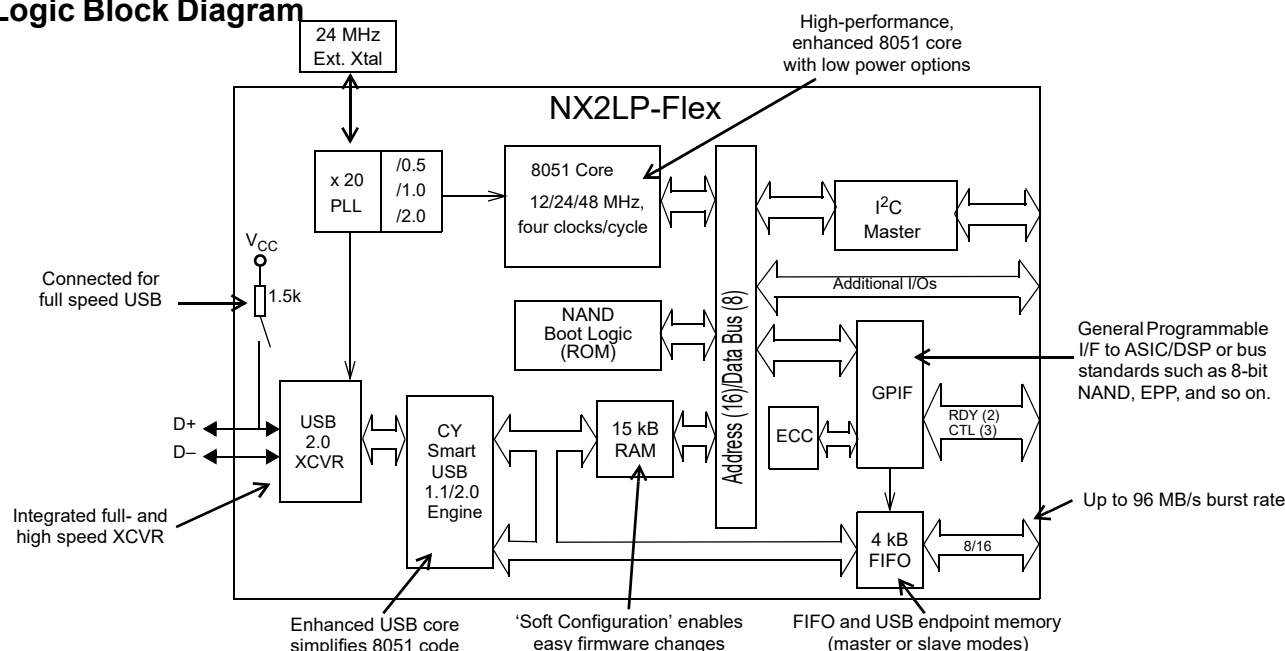 Logic Block Diagram
24 MHz
Ext. Xtal
High-performance,
enhanced 8051 core
with low power options
NX2LP-Flex
x 20
PLL
/0.5
/1.0
/2.0
8051 Core
12/24/48 MHz,
four clocks/cycle
I2C
Master
VCC
1.5k
Connected for
full speed USB
Additional I/Os
NAND
Boot Logic
(ROM)
Address (16)/Data Bus (8)
General Programmable
I/F to ASIC/DSP or bus
standards such as 8-bit
NAND, EPP, and so on.
GPIF
RDY (2)
CTL (3)
ECC
15 kB
RAM
D+
D–
USB
2.0
XCVR
CY
Smart
USB
1.1/2.0
Engine
Integrated full- and
high speed XCVR
Up to 96 MB/s burst rate
4 kB
FIFO
8/16
Enhanced USB core
simplifies 8051 code
‘Soft Configuration’ enables
easy firmware changes
FIFO and USB endpoint memory
(master or slave modes)